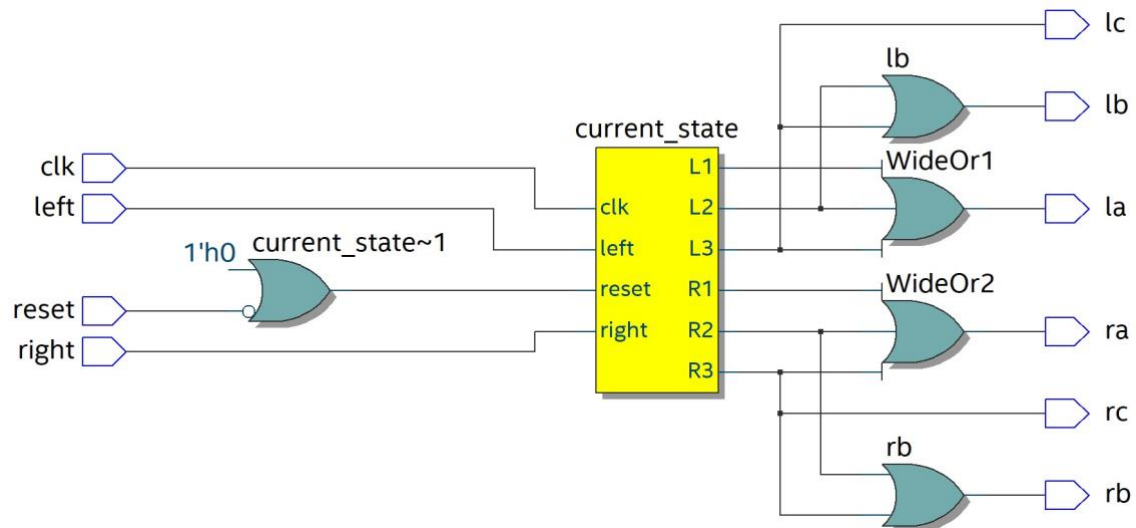 lc
lb
lb
current_state
clk
L1
WideOr1
left
clk
L2
la
1'h0
current_state~1
left
L3
reset
reset
R1
WideOr2
right
right
R2
ra
R3
rc
rb
rb